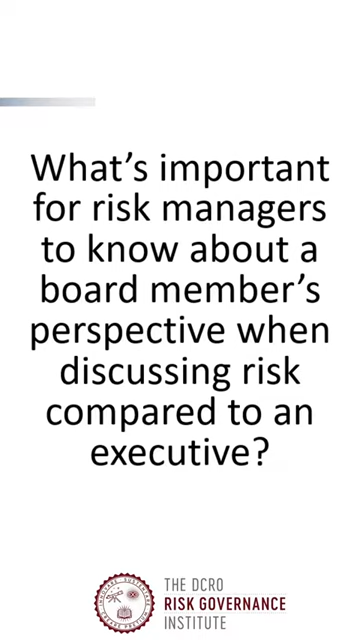 What’s important
for risk managers
to know about a
board member’s
perspective when
discussing risk
compared to an
executive?
THE DCRO
RISK GOVERNANCE
INSTITUTE